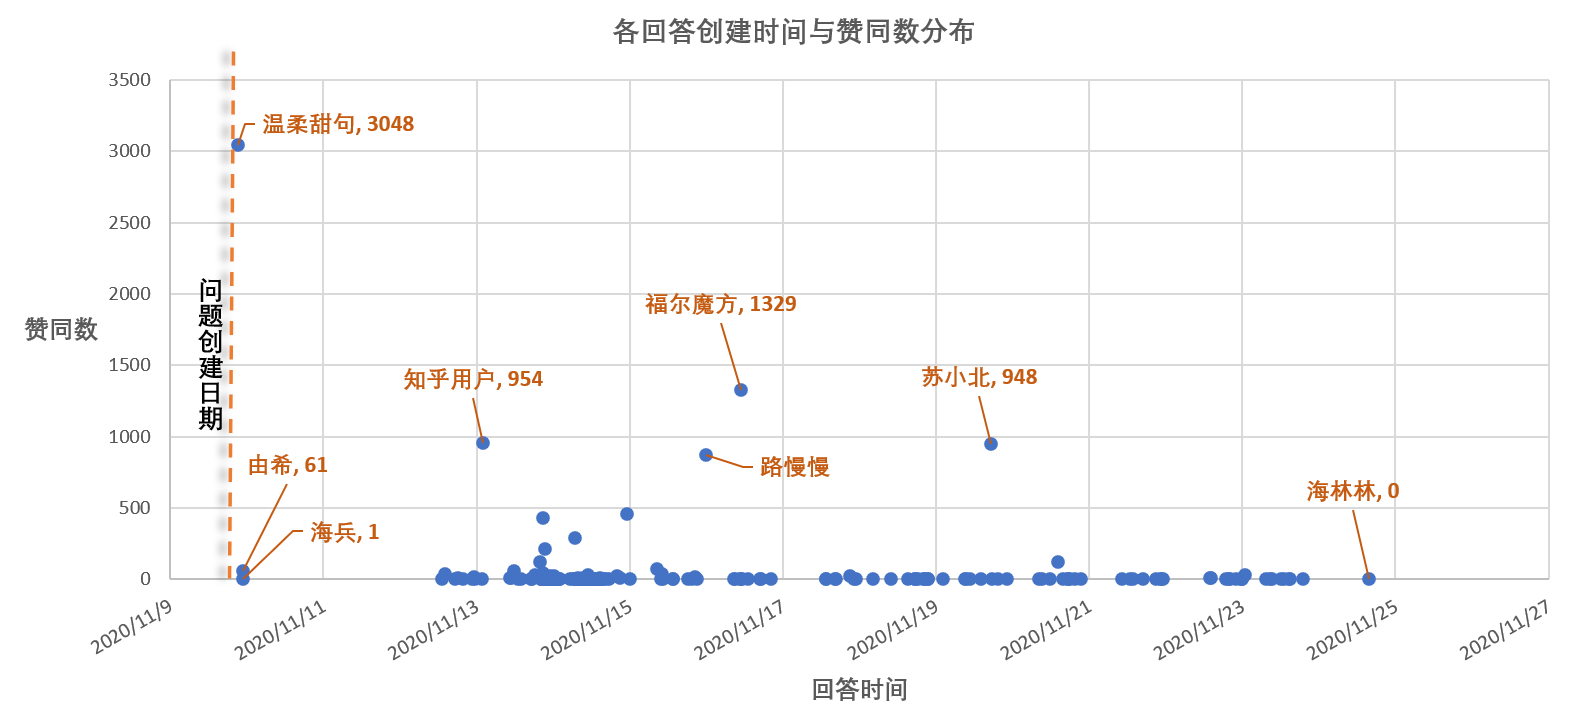 各回答创建时间与赞同数分布
3500
3000
2500
2000
1500
1000
500
0
赞同数
问题创建日期
温柔甜句, 3048
福尔魔方, 1329
知乎用户, 954
苏小北, 948
路慢慢
由希, 61
海兵, 1
海林林, 0
2020/11/9
2020/11/11
2020/11/13
2020/11/15
2020/11/17
2020/11/19
2020/11/21
2020/11/23
2020/11/25
2020/11/27
回答时间